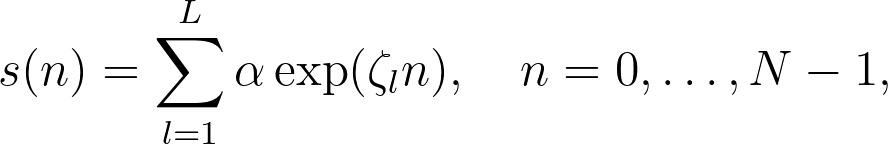 s(n) = \sum_{l=1}^{L} \alpha \exp(\zeta_l n), \quad n = 0, \ldots, N - 1,